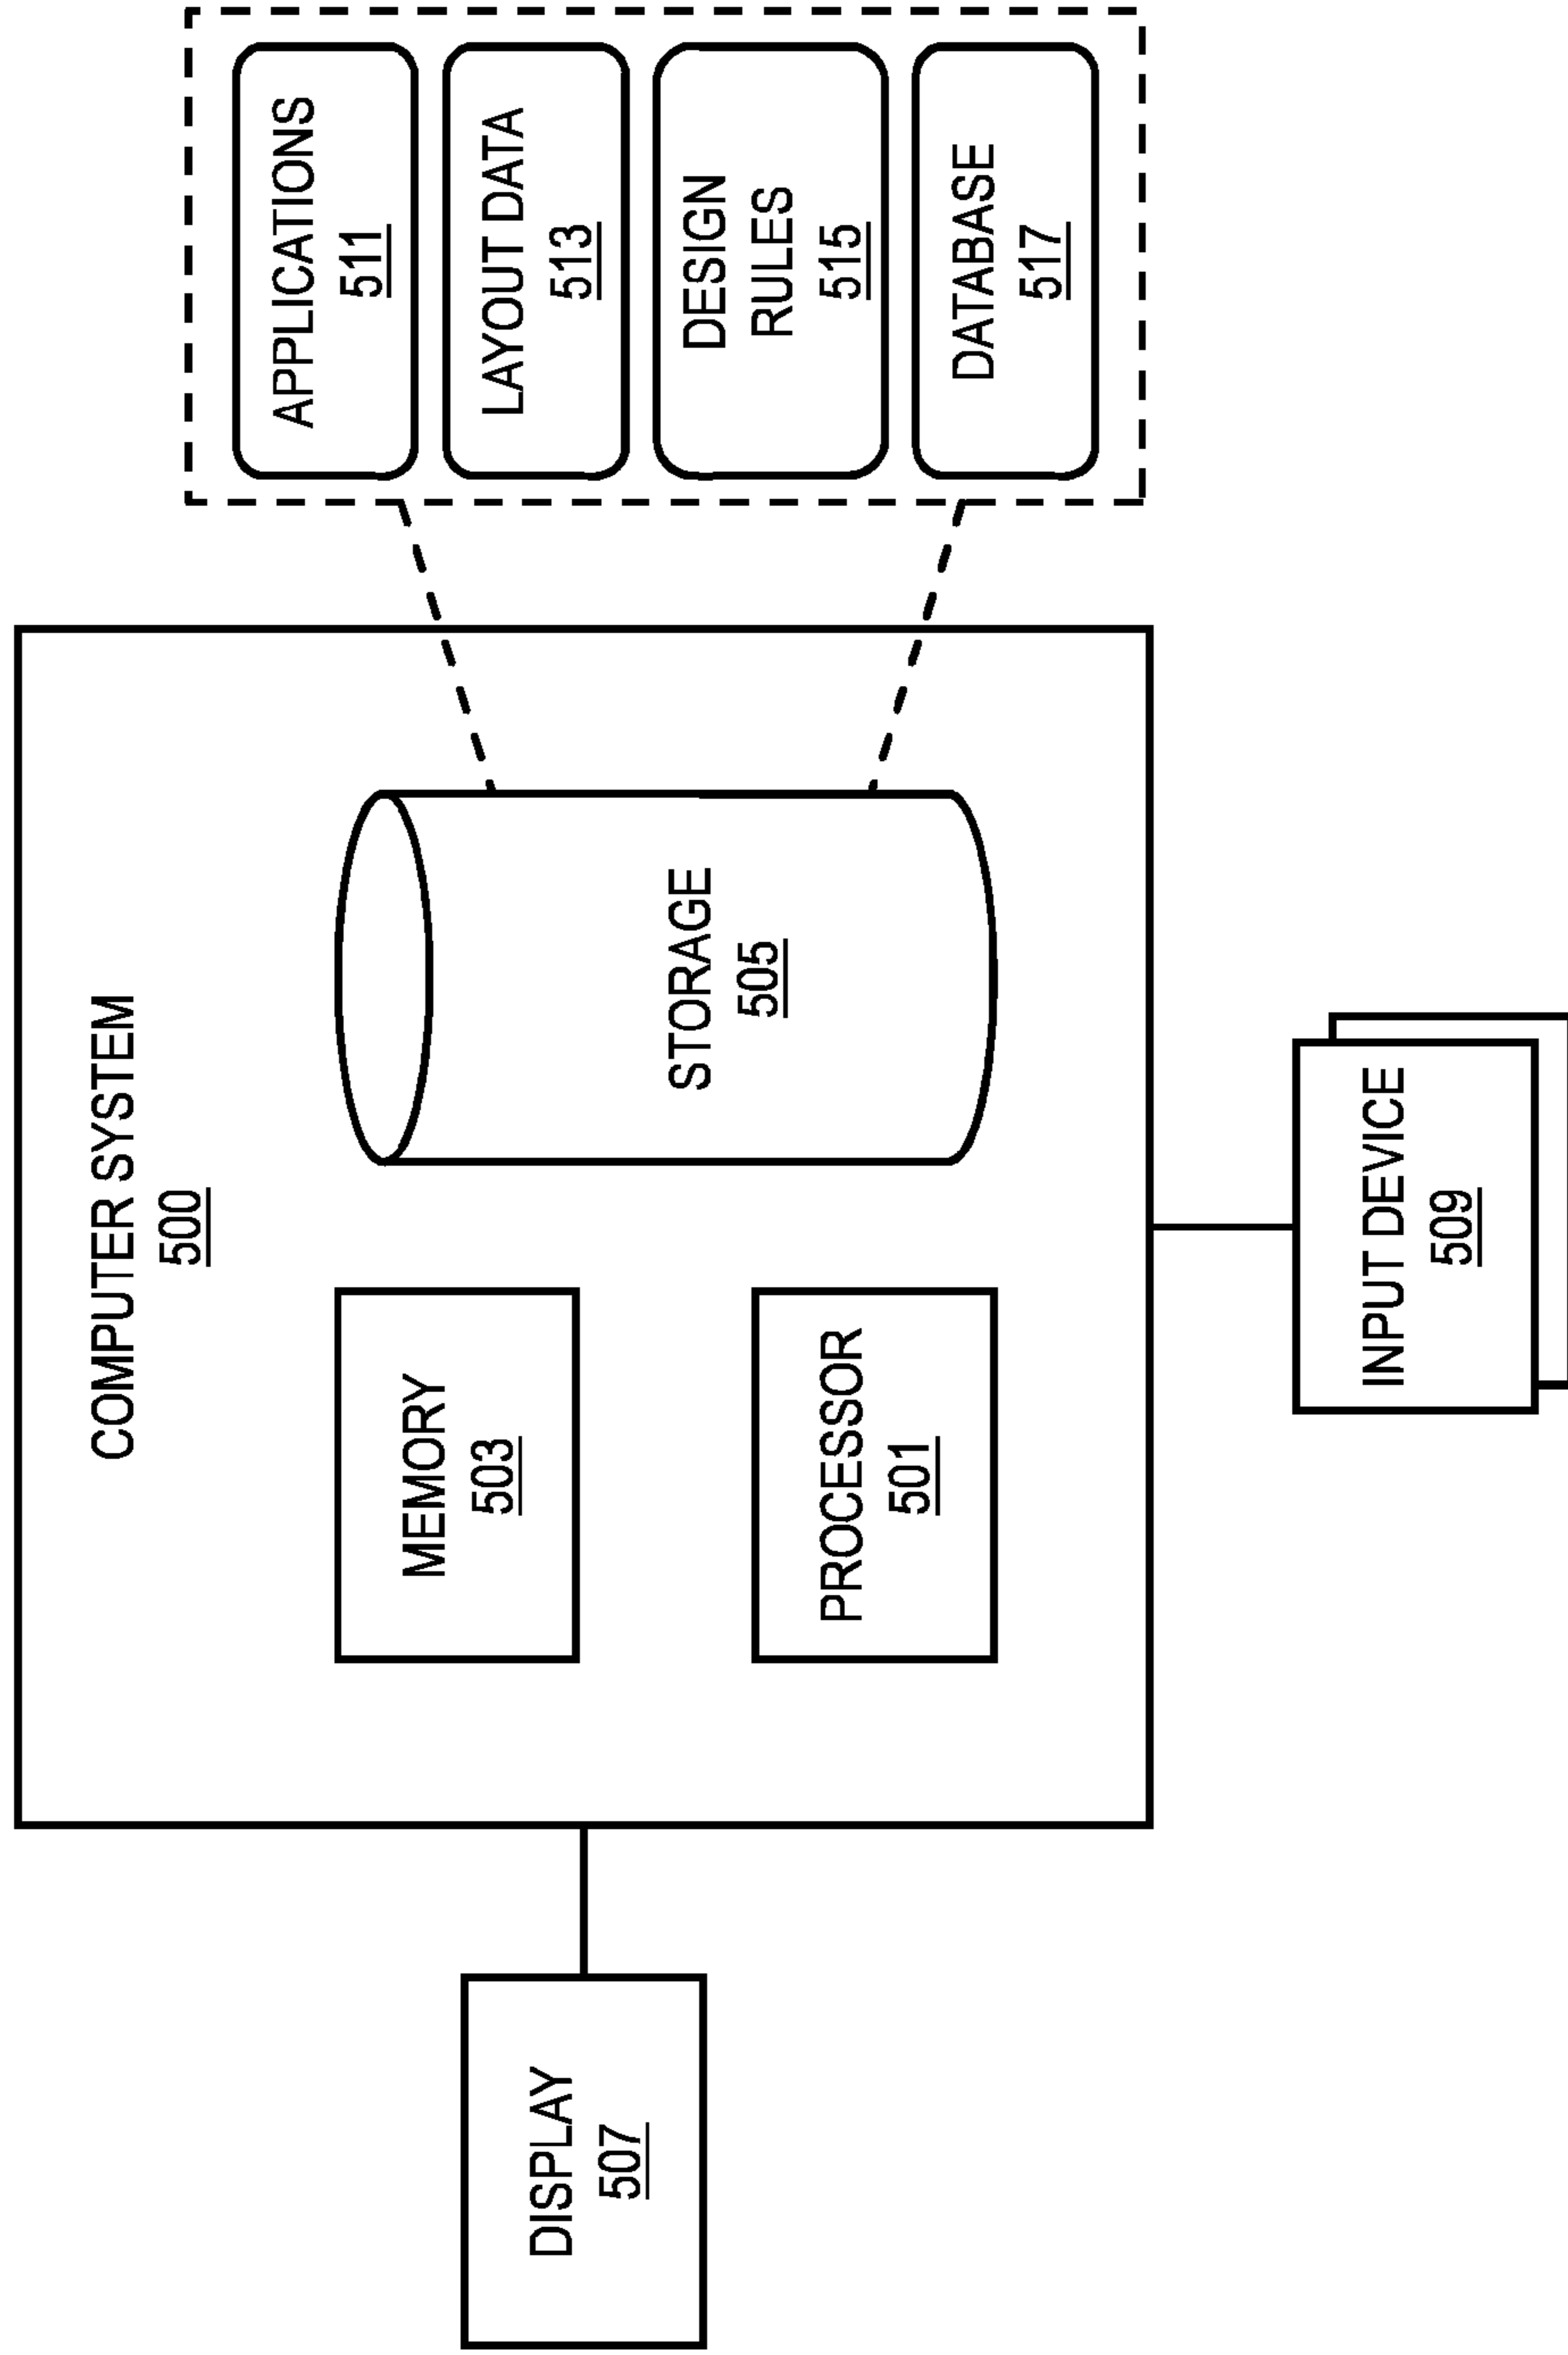 COMPUTER SYSTEM
500
MEMORY
503
PROCESSOR
501
STORAGE
505
DISPLAY
507
INPUT DEVICE
509
APPLICATIONS
511
LAYOUT DATA
513
DESIGN
RULES
515
DATABASE
517